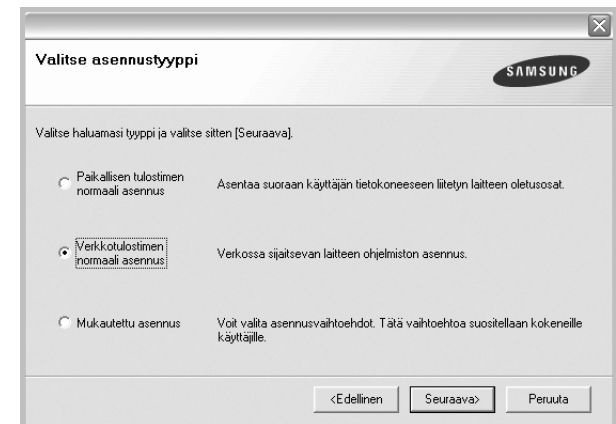 Valitse asennustyyppi
SAMSUNG
Valitse haluamasi tyyppi ja valitse sitten [Seuraava].
Paikallisen tulostimen
normaali asennus
Asentaa suoraan käyttäjän tietokoneeseen liitetyn laitteen oletusosat.
Verkkotulostimen
normaali asennus
Verkossa sijaitsevan laitteen ohjelmiston asennus.
Mukautettu asennus
Voit valita asennusvaihtoehdot. Tätä vaihtoehtoa suositellaan kokeneille
käyttäjille.
<Edellinen
Seuraava>
Peruuta